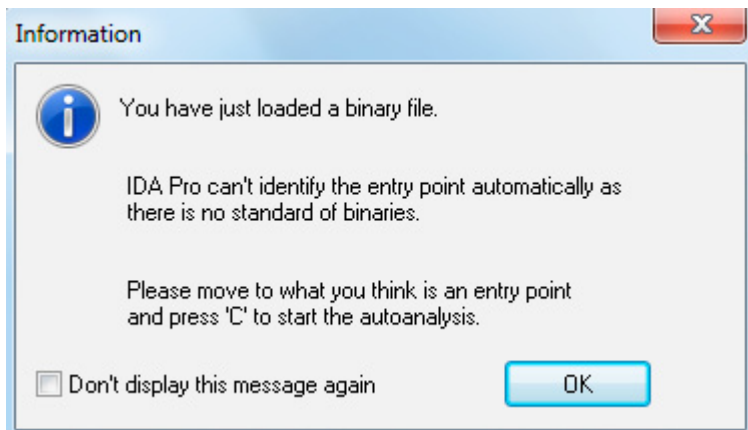 Information
You have just loaded a binary file.
IDA Pro can't identify the entry point automatically as
there is no standard of binaries.
Please move to what you think is an entry point
and press 'C' to start the autoanalysis.
Don't display this message again
OK